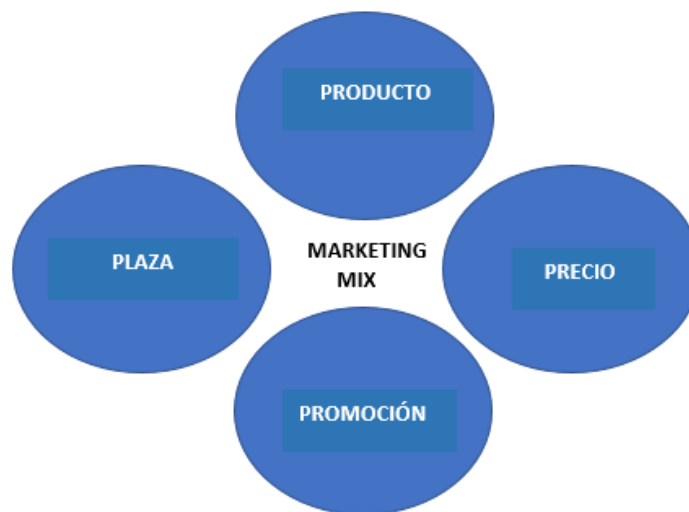 PRODUCTO
PLAZA
MARKETING
MIX
PRECIO
PROMOCIÓN